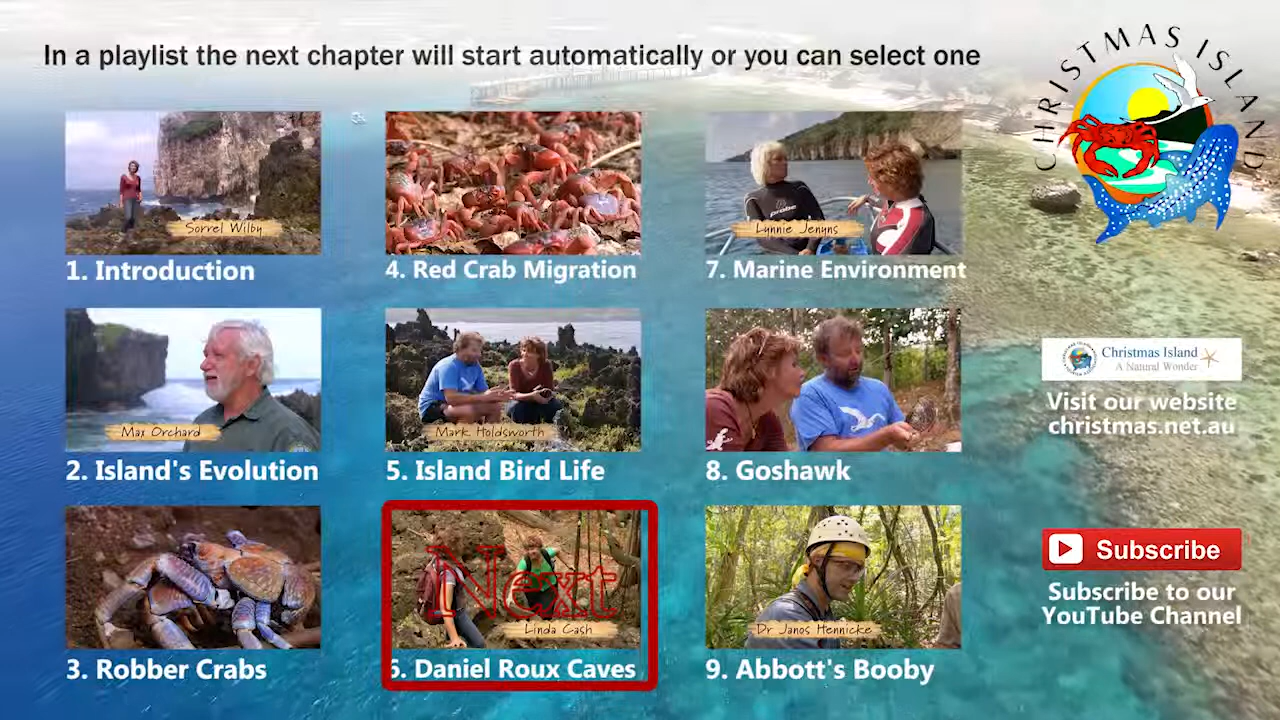 In a playlist the next chapter will start automatically or you can select one
CHRISTMAS ISLAND
Sorrel Wilby
1. Introduction
4. Red Crab Migration
probe
Lynnie Jenyns
7. Marine Environment
Max Orchard
2. Island's Evolution
Mark Holdsworth
5. Island Bird Life
8. Goshawk
Christmas Island
A Natural Wonder
Visit our website
christmas.net.au
3. Robber Crabs
Next
Linda Cash
6. Daniel Roux Caves
Dr Janos Hennicke
9. Abbott's Booby
Subscribe
Subscribe to our
YouTube Channel